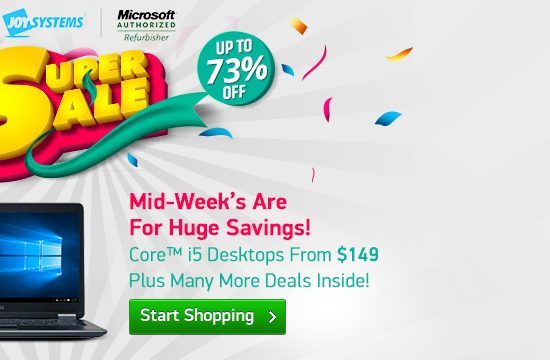 JOY SYSTEMS
Microsoft
AUTHORIZED
Refurbisher
UP TO
73%
OFF
SUPER
SALE
Mid-Week's Are
For Huge Savings!
Core™ i5 Desktops From $149
Plus Many More Deals Inside!
Start Shopping >